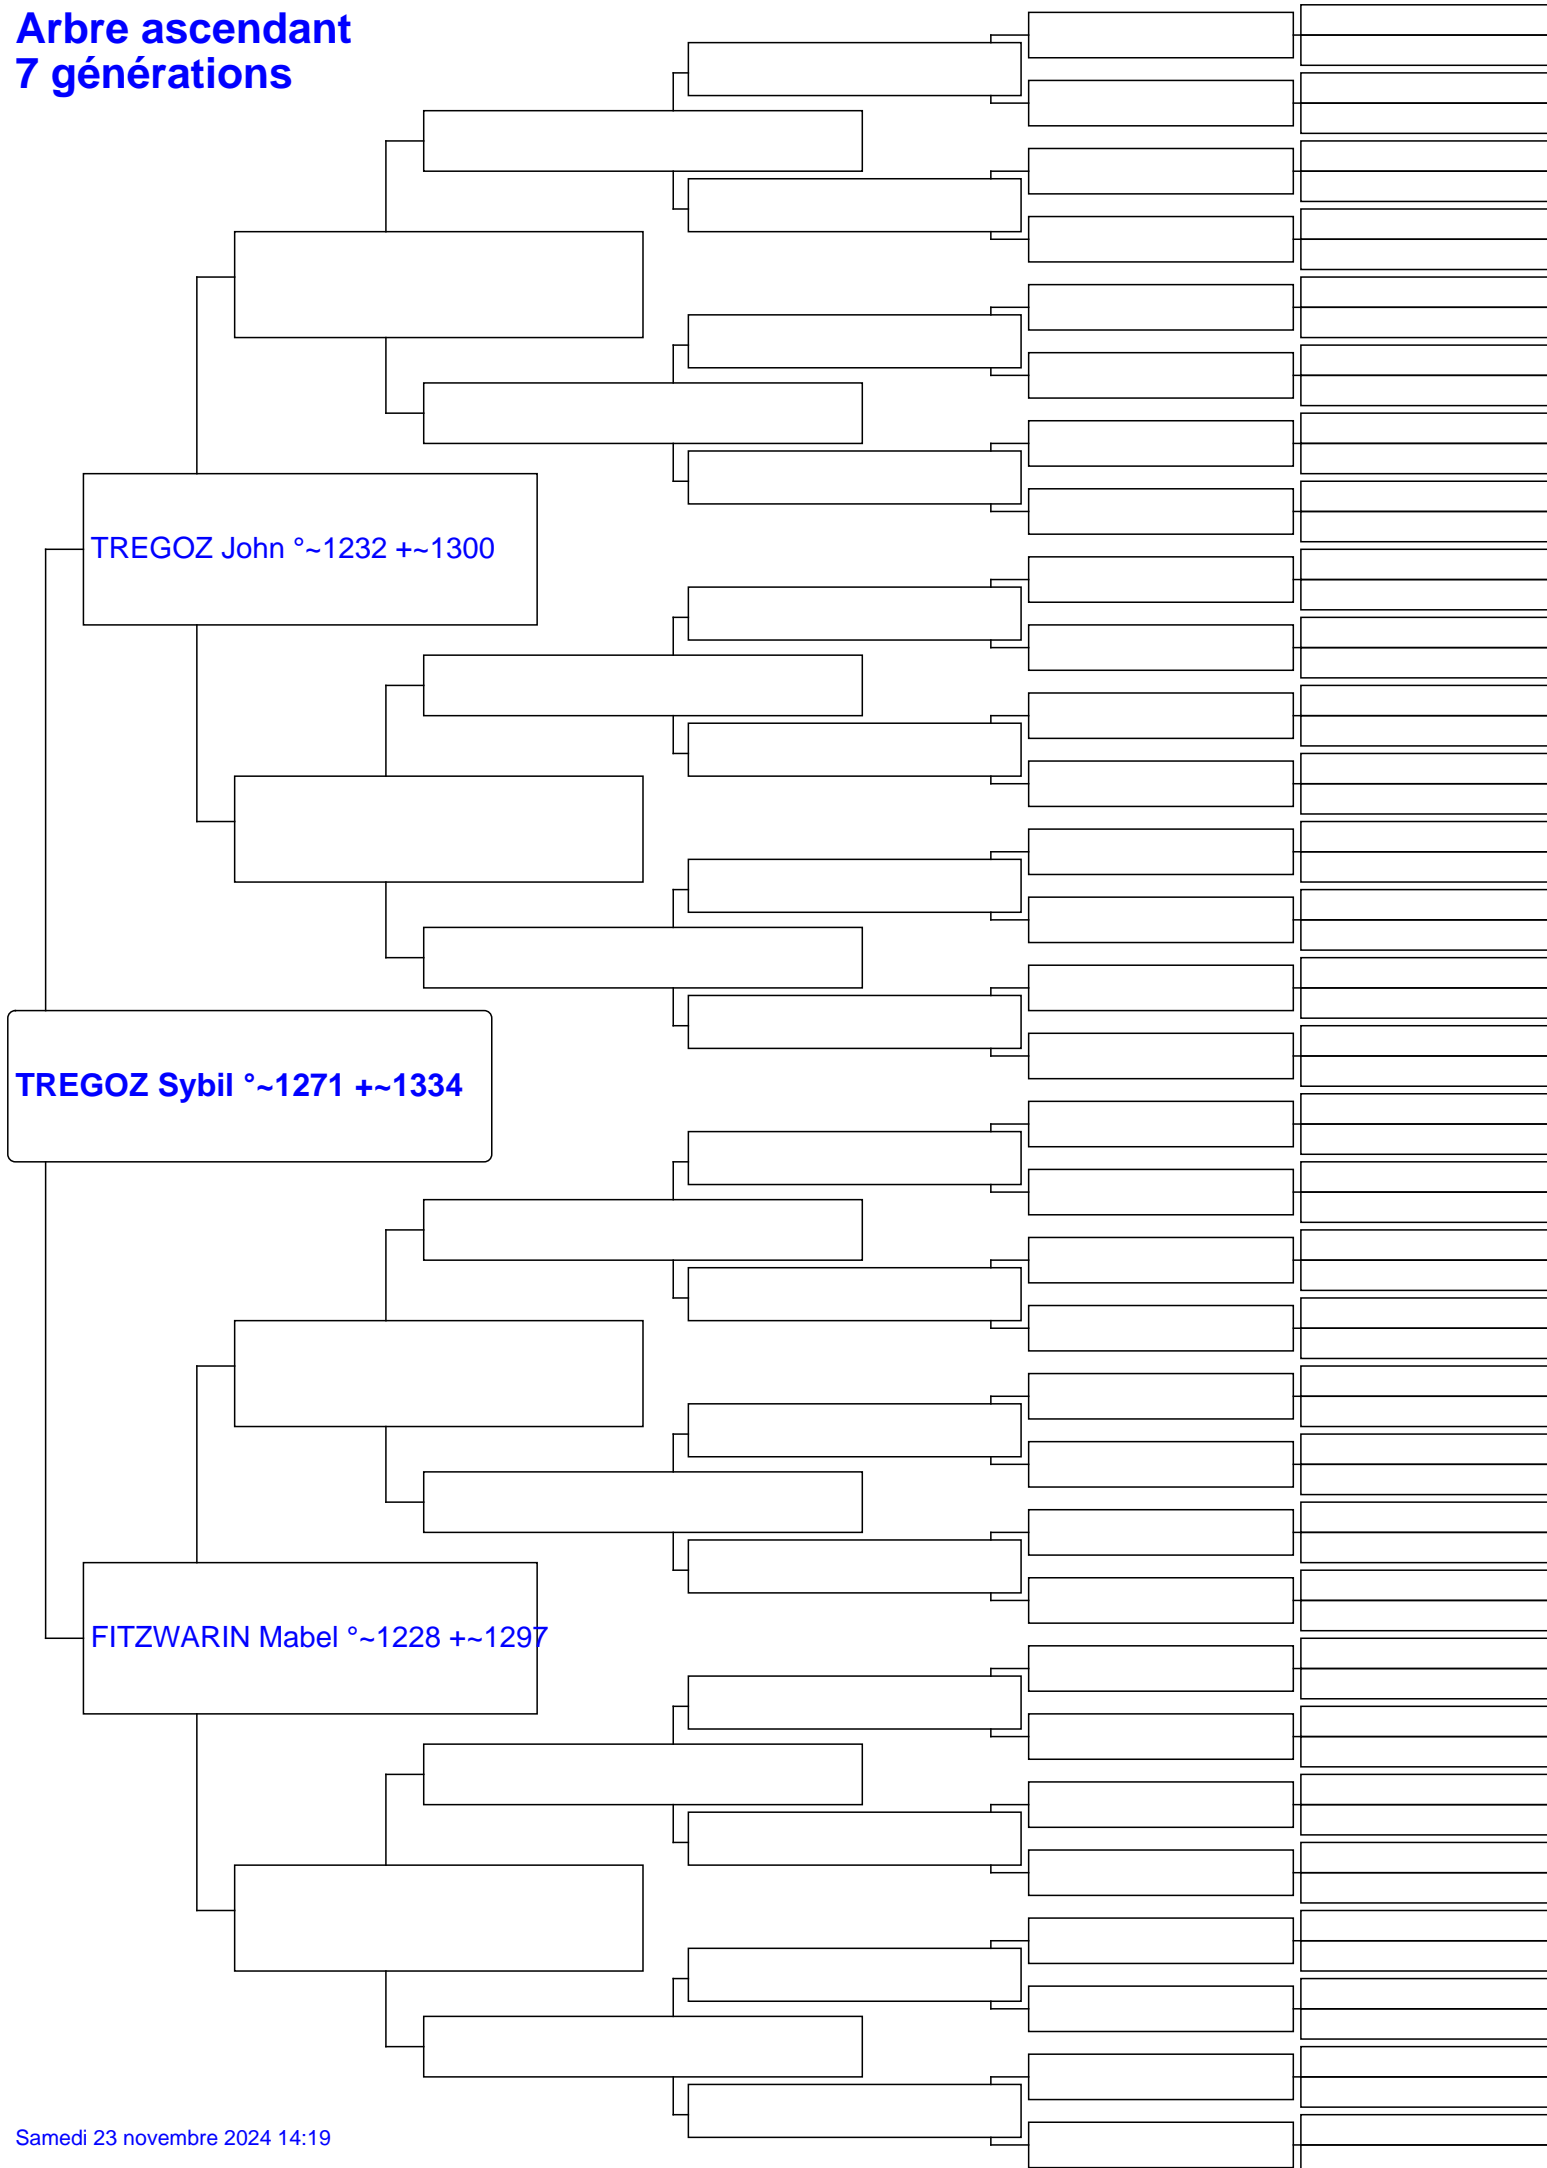 Arbre ascendant
7 générations
TREGOZ John °~1232 +~1300
TREGOZ Sybil °~1271 +~1334
FITZWARIN Mabel °~1228 +~1297
Samedi 23 novembre 2024 14:19